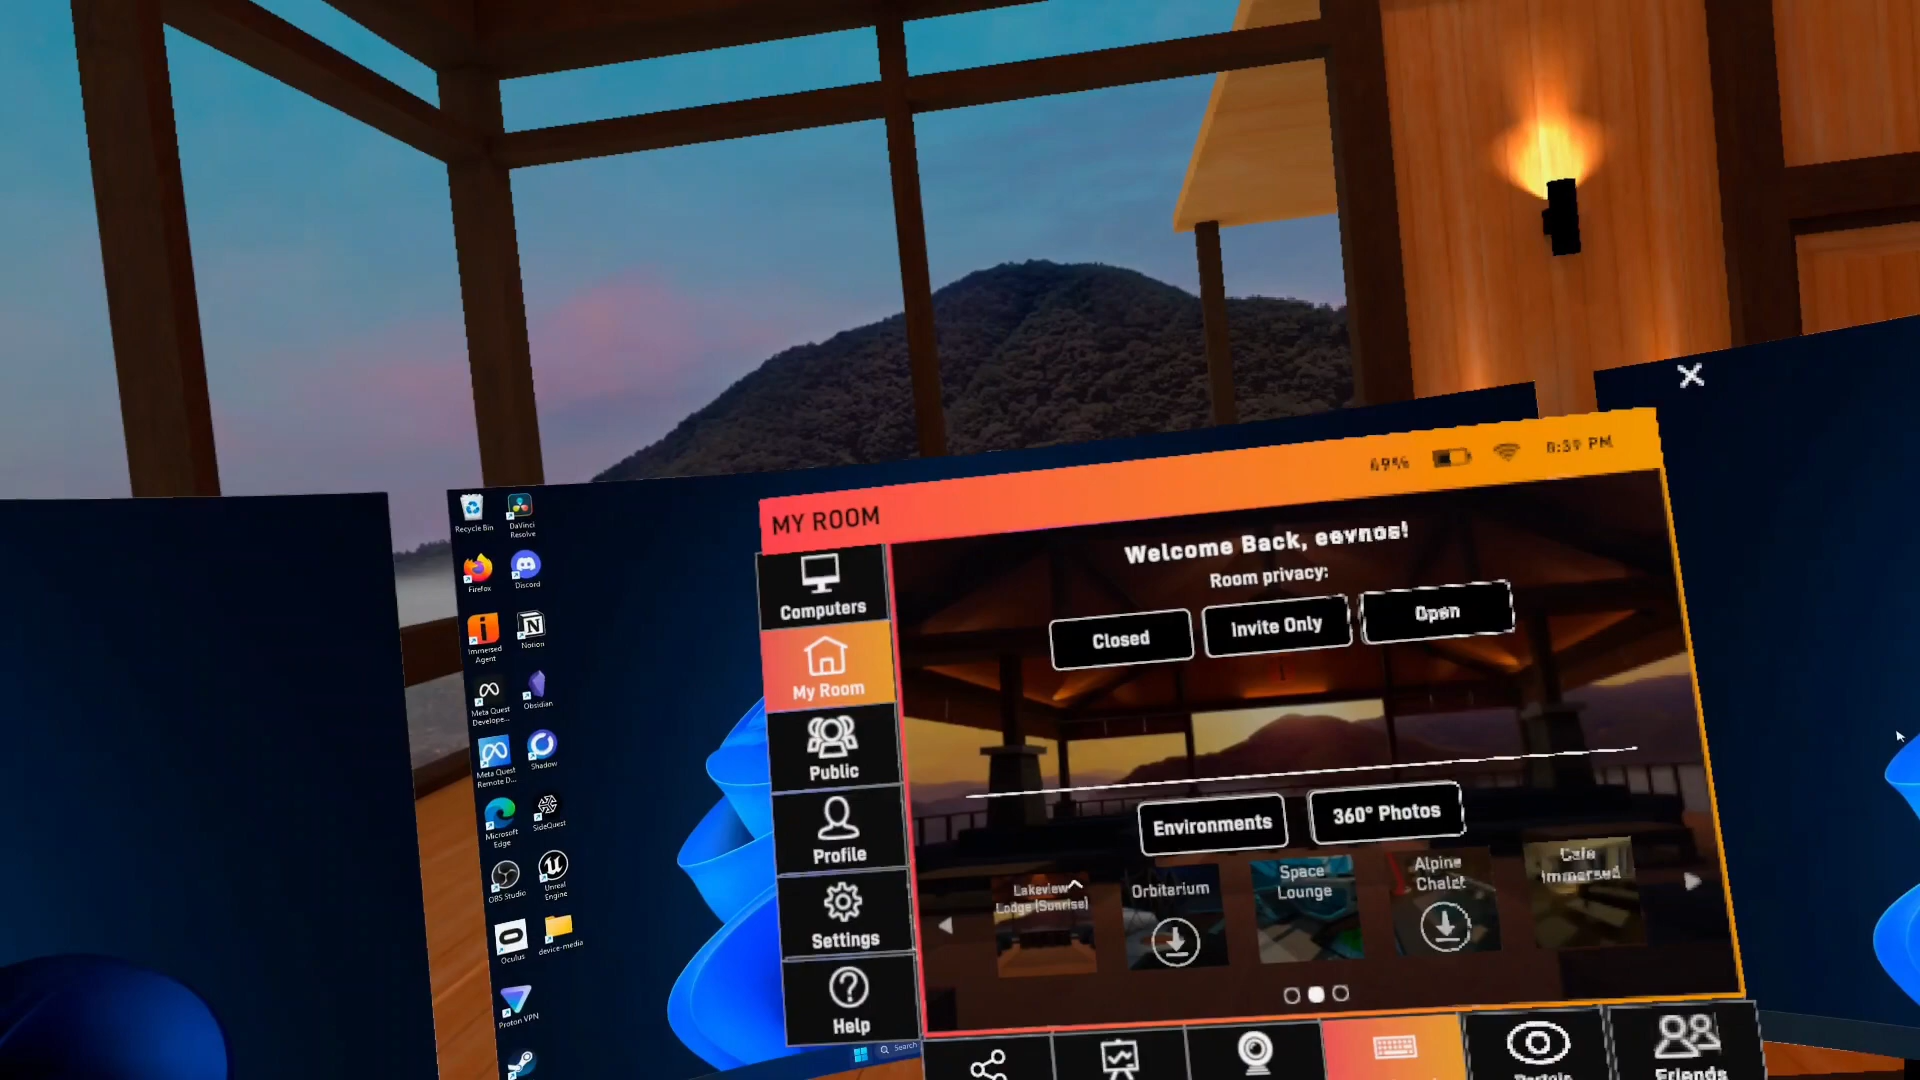 MY ROOM
8:39 PM
Welcome Back, eevnos!
Room privacy:
Closed
Invite Only
Open
Environments
360° Photos
Lakeview
Lodge (Sunrise)
Orbitarium
Space
Lounge
Alpine
Chalet
Cafe
Immersed
Computers
My Room
Public
Profile
Settings
Help
Friends
Recycle Bin
DaVinci
Resolve
Firefox
Discord
Immersed
Agent
Notion
Meta Quest
Develope...
Obsidian
Meta Quest
Remote D...
Shadow
Microsoft
Edge
SideQuest
OBS Studio
Unreal
Engine
Oculus
device-media
Proton VPN
Search